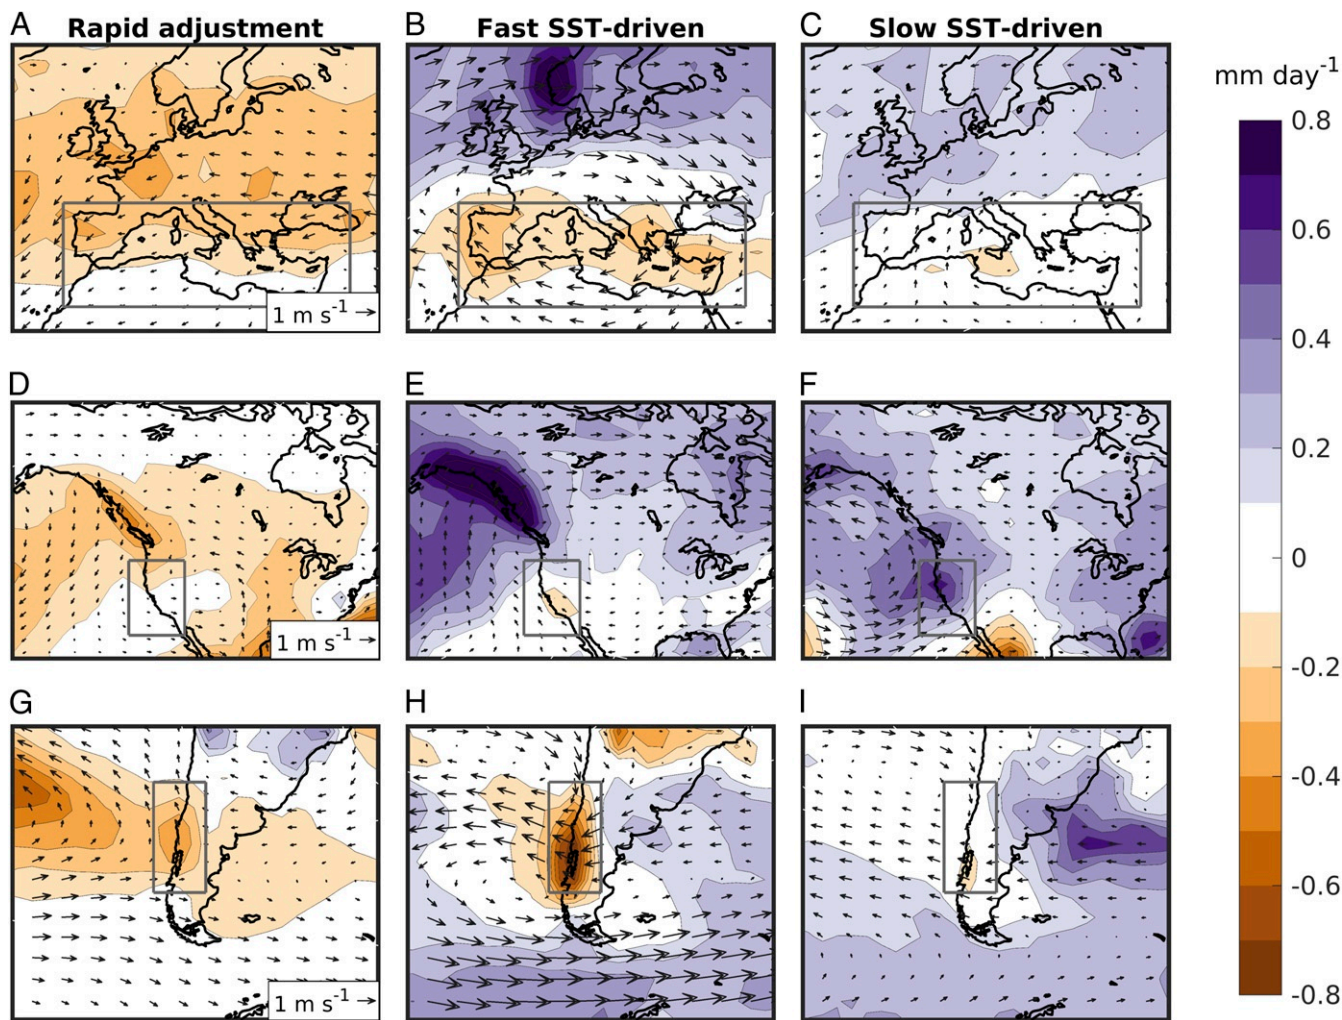 A Rapid adjustment
B Fast SST-driven
C Slow SST-driven
mm day-1
0.8
0.6
0.4
0.2
0
-0.2
-0.4
-0.6
-0.8
1 m s-1
D
E
F
1 m s-1
G
H
I
1 m s-1